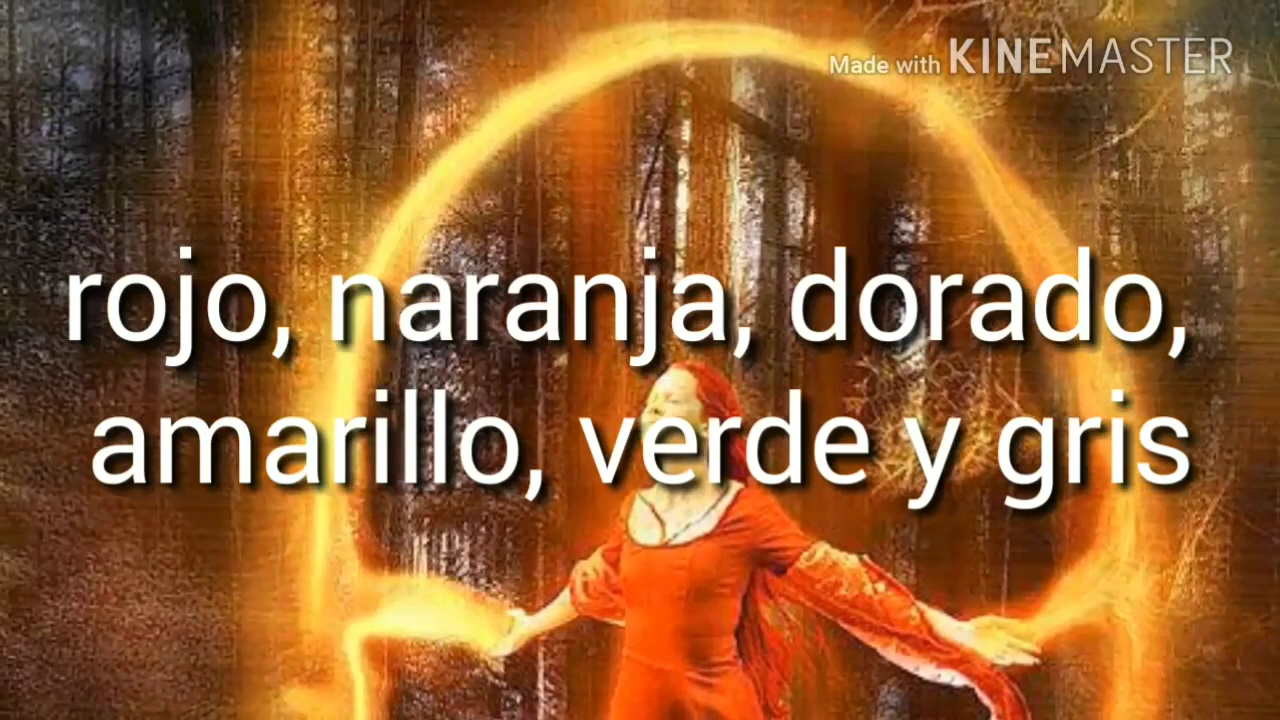 Made with KINEMASTER
rojo, naranja, dorado,
amarillo, verde y gris